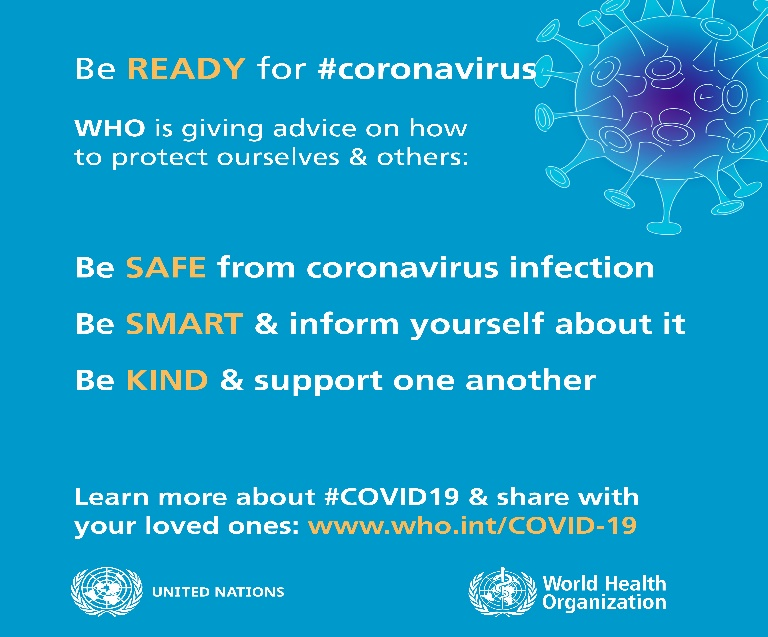 Be READY for #coronavirus
WHO is giving advice on how
to protect ourselves & others:
Be SAFE from coronavirus infection
Be SMART & inform yourself about it
Be KIND & support one another
Learn more about #COVID19 & share with
your loved ones: www.who.int/COVID-19
UNITED NATIONS
World Health
Organization